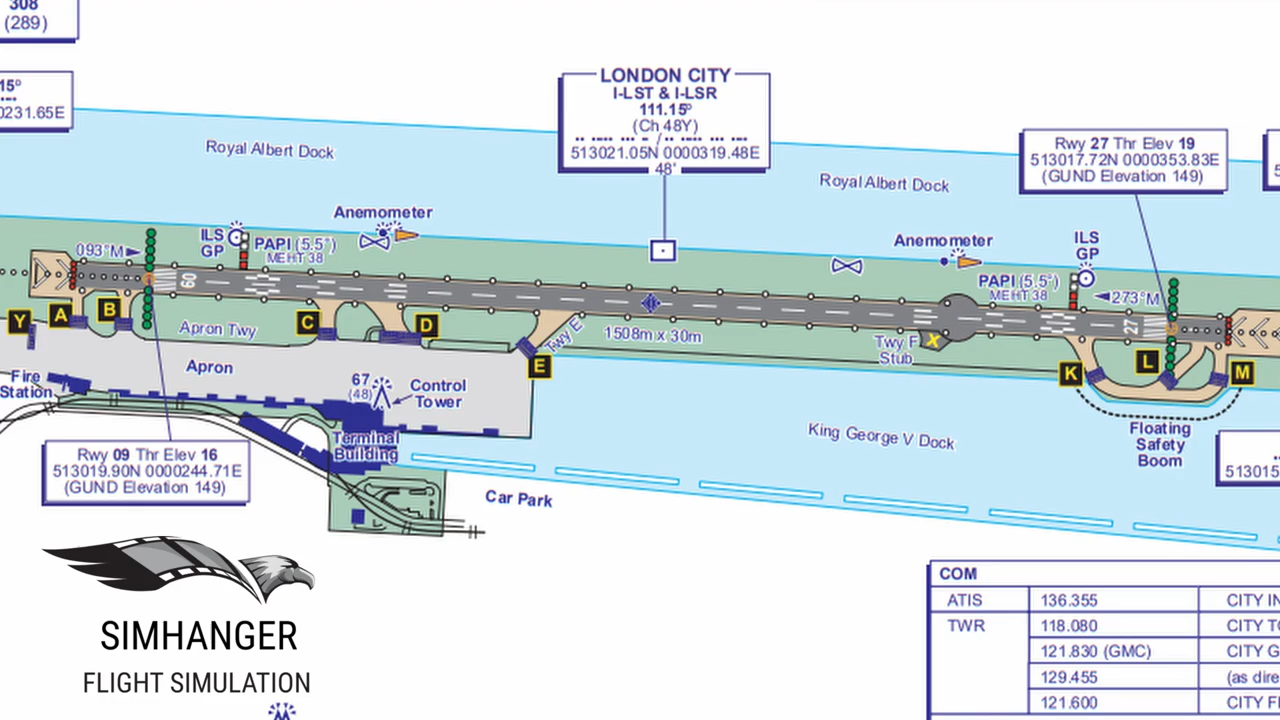 308
(289)
15°
0231.65E
LONDON CITY
I-LST & I-LSR
111.15°
(Ch 48Y)
513021.05N 0000319.48E
48'
Rwy 27 Thr Elev 19
513017.72N 0000353.83E
(GUND Elevation 149)
5
Royal Albert Dock
Royal Albert Dock
Anemometer
Anemometer
093°M
ILS
GP
PAPI (5.5°)
MEHT 38
ILS
GP
PAPI (5.5°)
MEHT 38
273°M
09
27
Y
A
B
C
D
E
X
K
L
M
Apron Twy
Twy E
1508m x 30m
Twy F
Stub
Apron
67
(48)
Control
Tower
Fire
Station
Terminal
Building
King George V Dock
Floating
Safety
Boom
Rwy 09 Thr Elev 16
513019.90N 0000244.71E
(GUND Elevation 149)
513015
Car Park
SIMHANGER
FLIGHT SIMULATION
COM
ATIS 136.355 CITY IN
TWR 118.080 CITY TO
121.830 (GMC) CITY G
129.455 (as dire
121.600 CITY FI